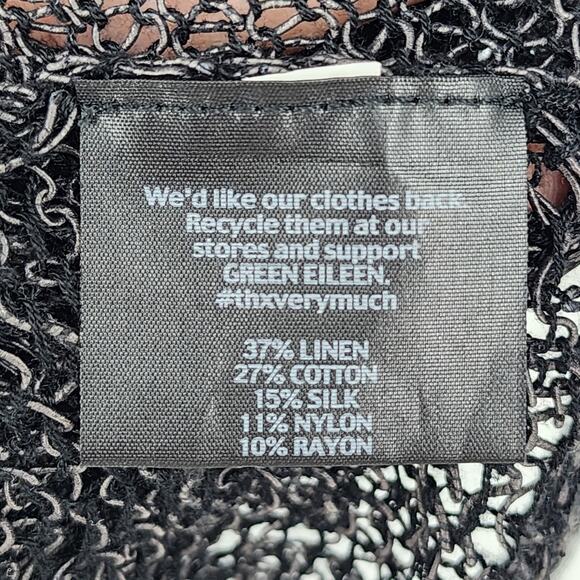 We'd like our clothes back.
Recycle them at our
stores and support
GREEN EILEEN.
#thxverymuch
37% LINEN
27% COTTON
15% SILK
11% NYLON
10% RAYON